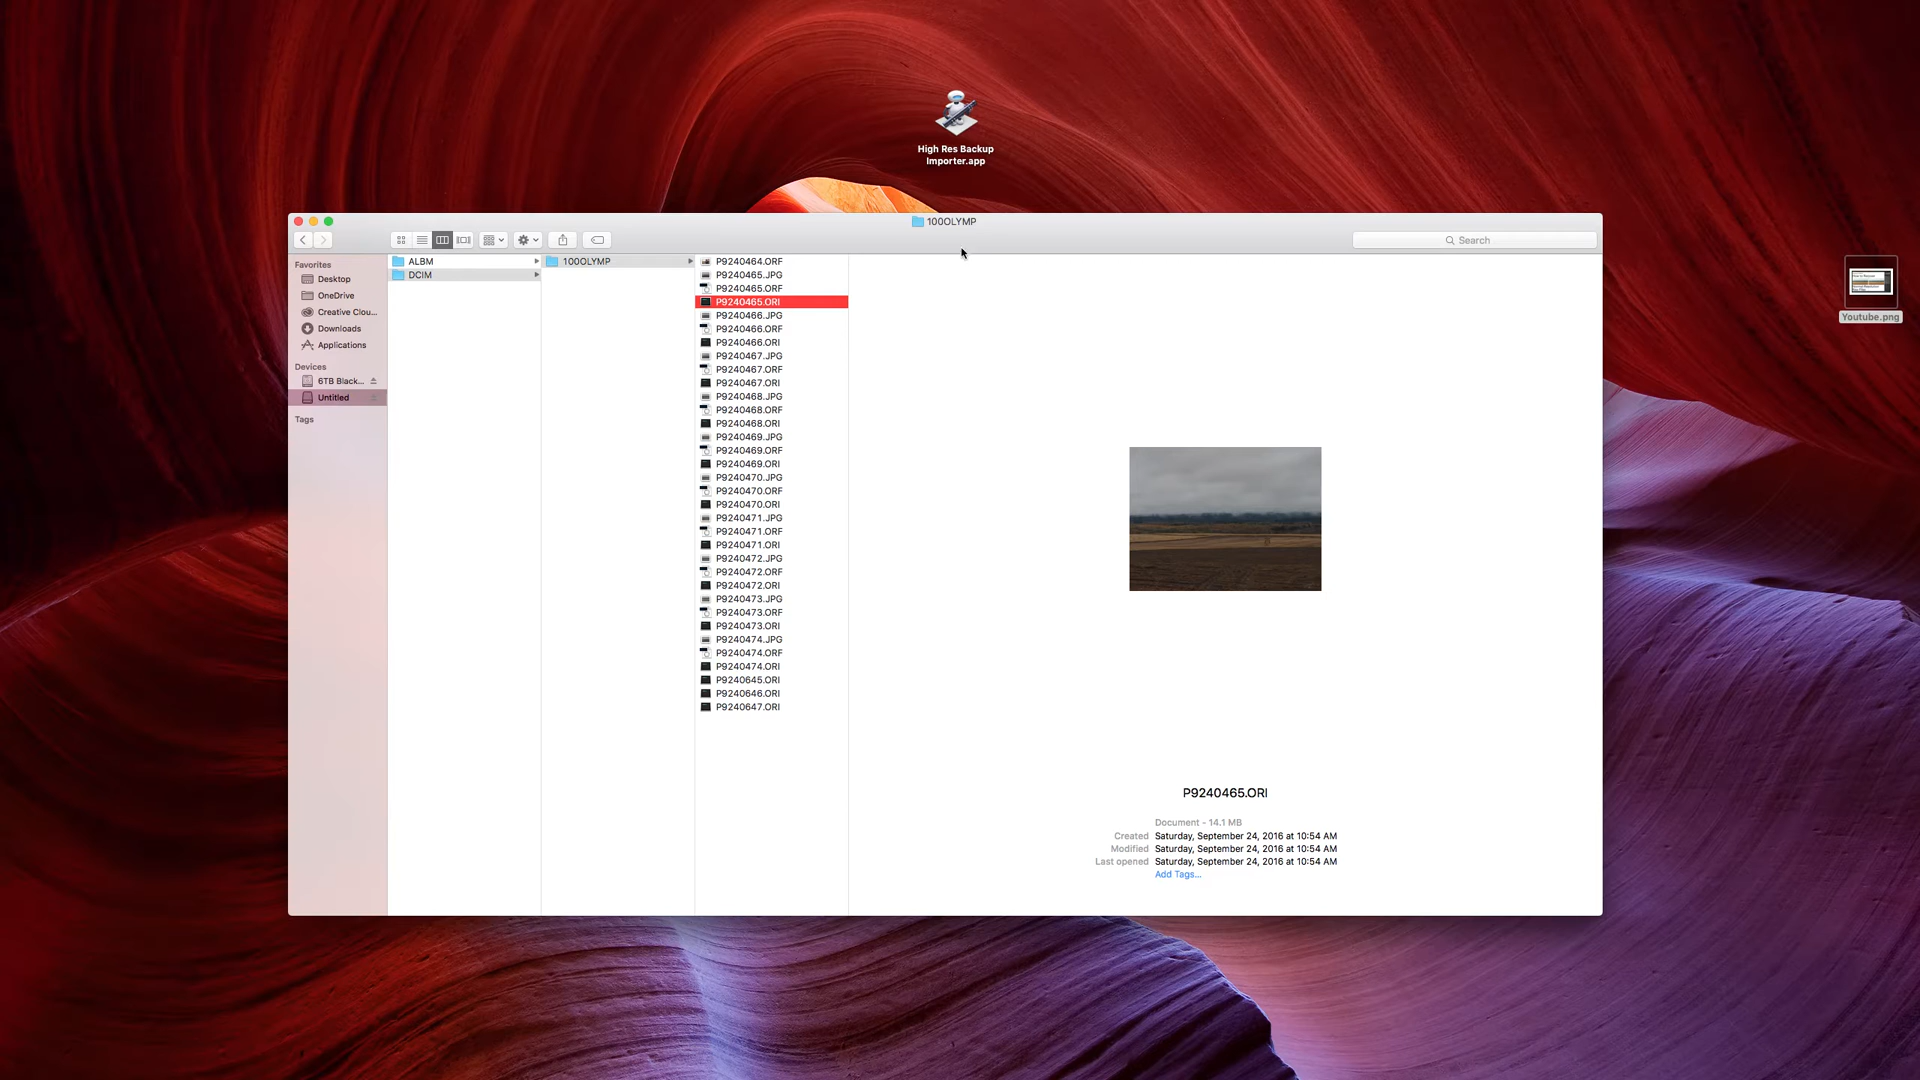 High Res Backup
Importer.app
100OLYMP
Search
Favorites
Desktop
OneDrive
Creative Clou...
Downloads
Applications
Devices
6TB Black...
Untitled
Tags
ALBM
DCIM
100OLYMP
P9240464.ORF
P9240465.JPG
P9240465.ORF
P9240465.ORI
P9240466.JPG
P9240466.ORF
P9240466.ORI
P9240467.JPG
P9240467.ORF
P9240467.ORI
P9240468.JPG
P9240468.ORF
P9240468.ORI
P9240469.JPG
P9240469.ORF
P9240469.ORI
P9240470.JPG
P9240470.ORF
P9240470.ORI
P9240471.JPG
P9240471.ORF
P9240471.ORI
P9240472.JPG
P9240472.ORF
P9240472.ORI
P9240473.JPG
P9240473.ORF
P9240473.ORI
P9240474.JPG
P9240474.ORF
P9240474.ORI
P9240645.ORI
P9240646.ORI
P9240647.ORI
P9240465.ORI
Document - 14.1 MB
Created Saturday, September 24, 2016 at 10:54 AM
Modified Saturday, September 24, 2016 at 10:54 AM
Last opened Saturday, September 24, 2016 at 10:54 AM
Add Tags...
Youtube.png